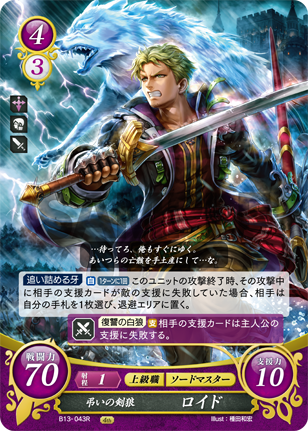 4
3
…待ってろ、俺もすぐにゆく。
あいつらの亡骸を手土産にして…な。
追い詰める牙 自 1ターンに1回 このユニットの攻撃終了時、その攻撃中
に相手の支援カードが敵の支援に失敗していた場合、相手は
自分の手札を1枚選び、退避エリアに置く。
復讐の白狼 支 相手の支援カードは主人公の
支援に失敗する。
戦闘力
70
射程 1 上級職 ソードマスター
支援力
10
弔いの剣狼 ロイド
B13-043R Illust:種田和宏